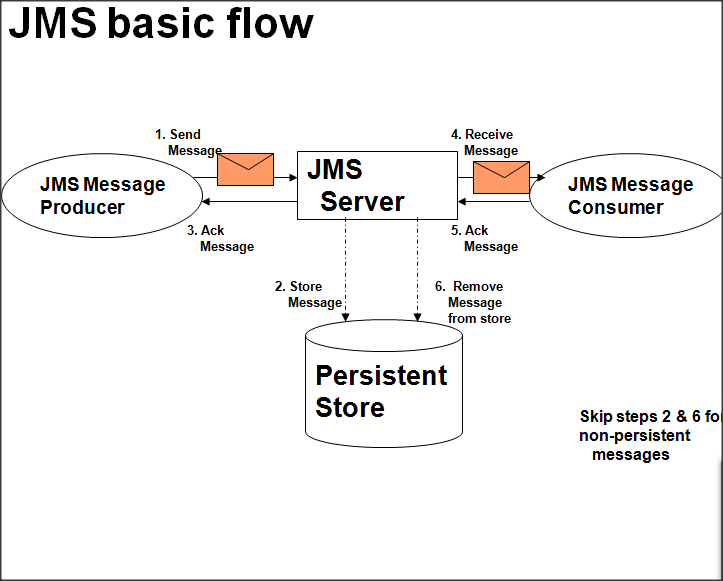 JMS basic flow
1. Send
Message
4. Receive
Message
JMS Message
Producer
JMS
Server
JMS Message
Consumer
3. Ack
Message
5. Ack
Message
2. Store
Message
6. Remove
Message
from store
Persistent
Store
Skip steps 2 & 6 for
non-persistent
messages